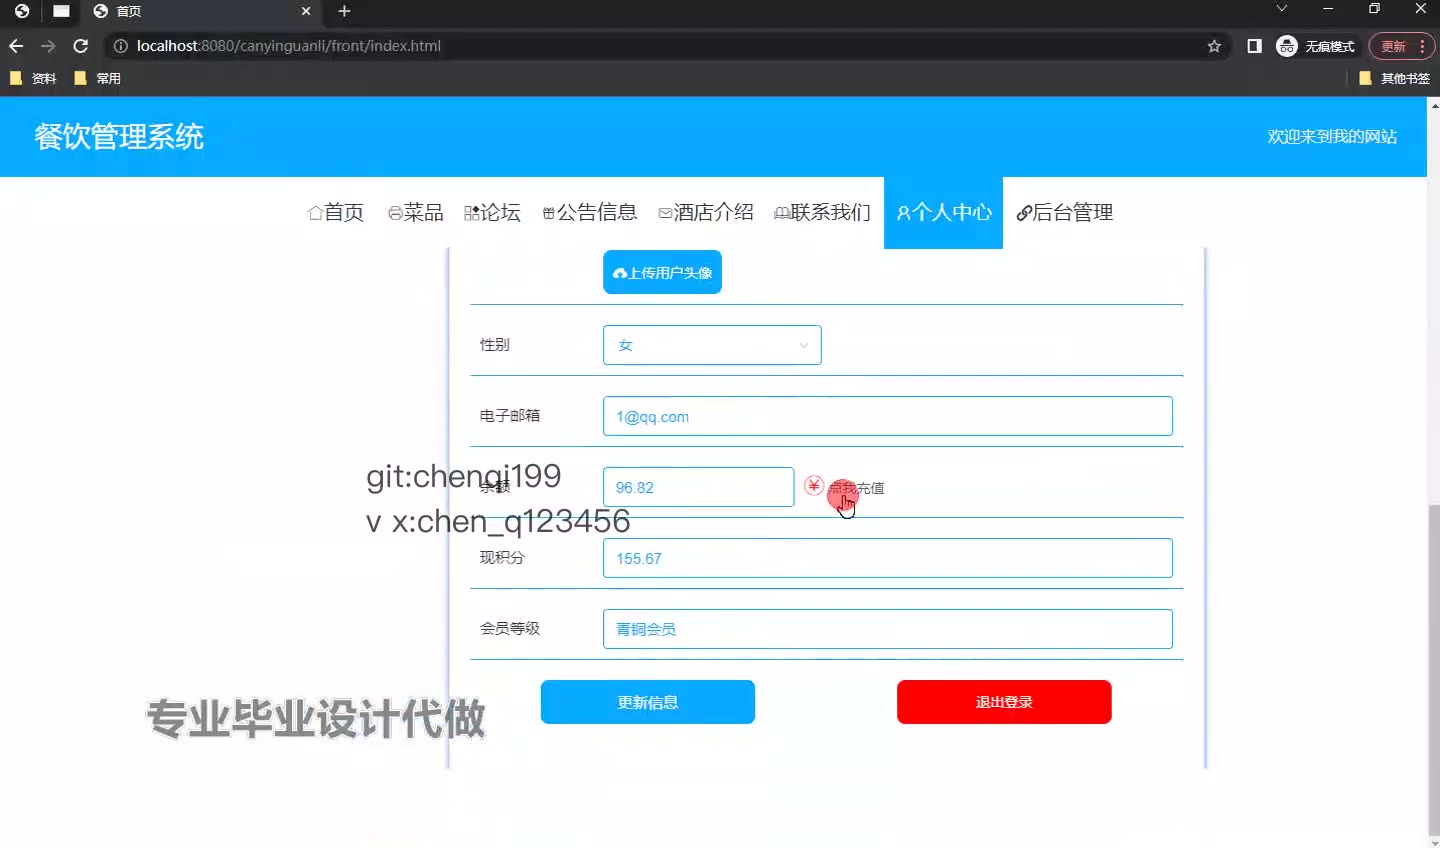 首页
localhost:8080/canyinguanli/front/index.html
无痕模式
更新
资料
常用
其他书签
餐饮管理系统
欢迎来到我的网站
首页 菜品 论坛 公告信息 酒店介绍 联系我们 个人中心 后台管理
上传用户头像
性别 女
电子邮箱 1@qq.com
git:chenqi199
余额 96.82 ¥ 点我充值
v x:chen_q123456
现积分 155.67
会员等级 青铜会员
更新信息 退出登录
专业毕业设计代做